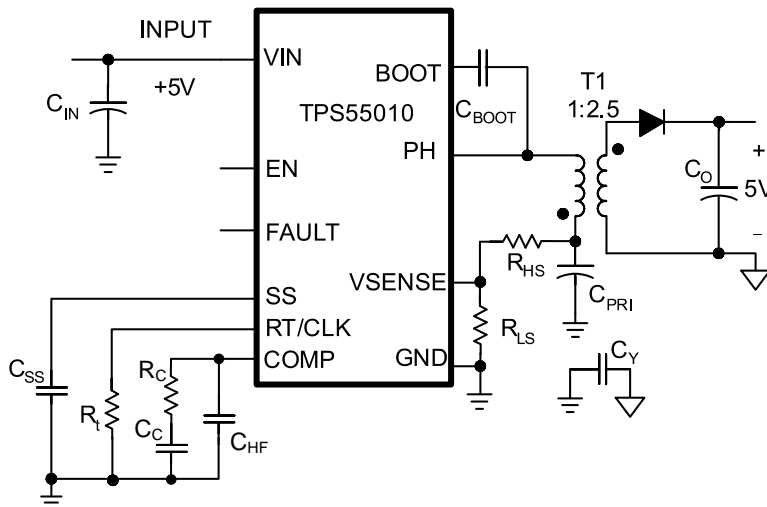 INPUT
VIN
+5V
C_IN
BOOT
TPS55010
C_BOOT
T1
1:2.5
PH
EN
C_O
+
5V
–
FAULT
R_HS
VSENSE
C_PRI
SS
RT/CLK
R_LS
COMP
GND
C_Y
C_SS
R_t
R_C
C_C
C_HF